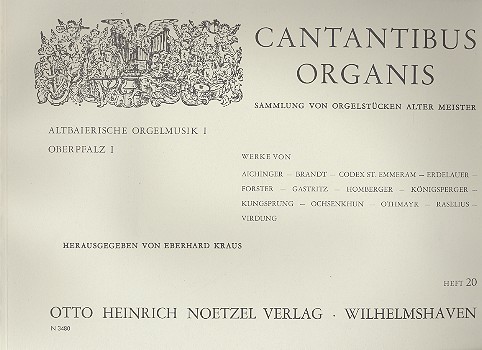 CANTANTIBUS
ORGANIS
SAMMLUNG VON ORGELSTÜCKEN ALTER MEISTER
ALTBAIERISCHE ORGELMUSIK I
OBERPFALZ I
WERKE VON
AICHINGER – BRANDT – CODEX ST. EMMERAM – ERDELAUER –
FORSTER – GASTRITZ – HOMBERGER – KÖNIGSPERGER –
KUNGSPRUNG – OCHSENKHUN – OTHMAYR – RASELIUS –
VIRDUNG
HERAUSGEGEBEN VON EBERHARD KRAUS
HEFT 20
OTTO HEINRICH NOETZEL VERLAG · WILHELMSHAVEN
N 3480